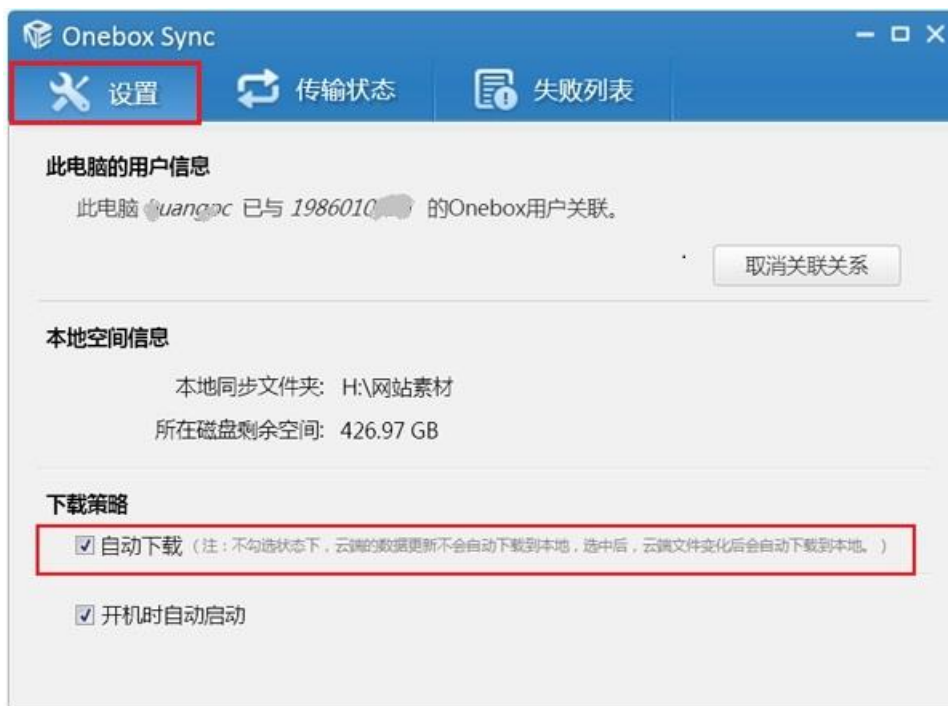 Onebox Sync
设置 传输状态 失败列表
此电脑的用户信息
此电脑 已与 1986010 的Onebox用户关联。
取消关联关系
本地空间信息
本地同步文件夹: H:\网站素材
所在磁盘剩余空间: 426.97 GB
下载策略
自动下载（注：不勾选状态下，云端的数据更新不会自动下载到本地，选中后，云端文件变化后会自动下载到本地。）
开机时自动启动